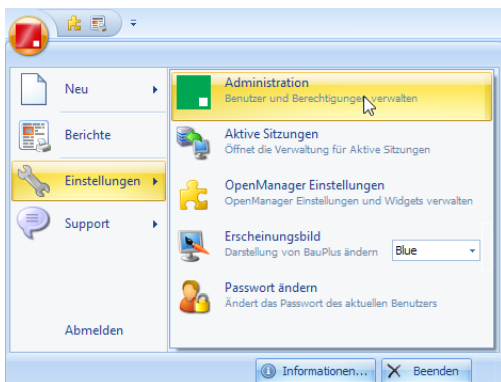 Neu
Berichte
Einstellungen
Support
Abmelden
Administration
Benutzer und Berechtigungen verwalten
Aktive Sitzungen
Öffnet die Verwaltung für Aktive Sitzungen
OpenManager Einstellungen
OpenManager Einstellungen und Widgets verwalten
Erscheinungsbild
Darstellung von BauPlus ändern Blue
Passwort ändern
Ändert das Passwort des aktuellen Benutzers
Informationen... Beenden